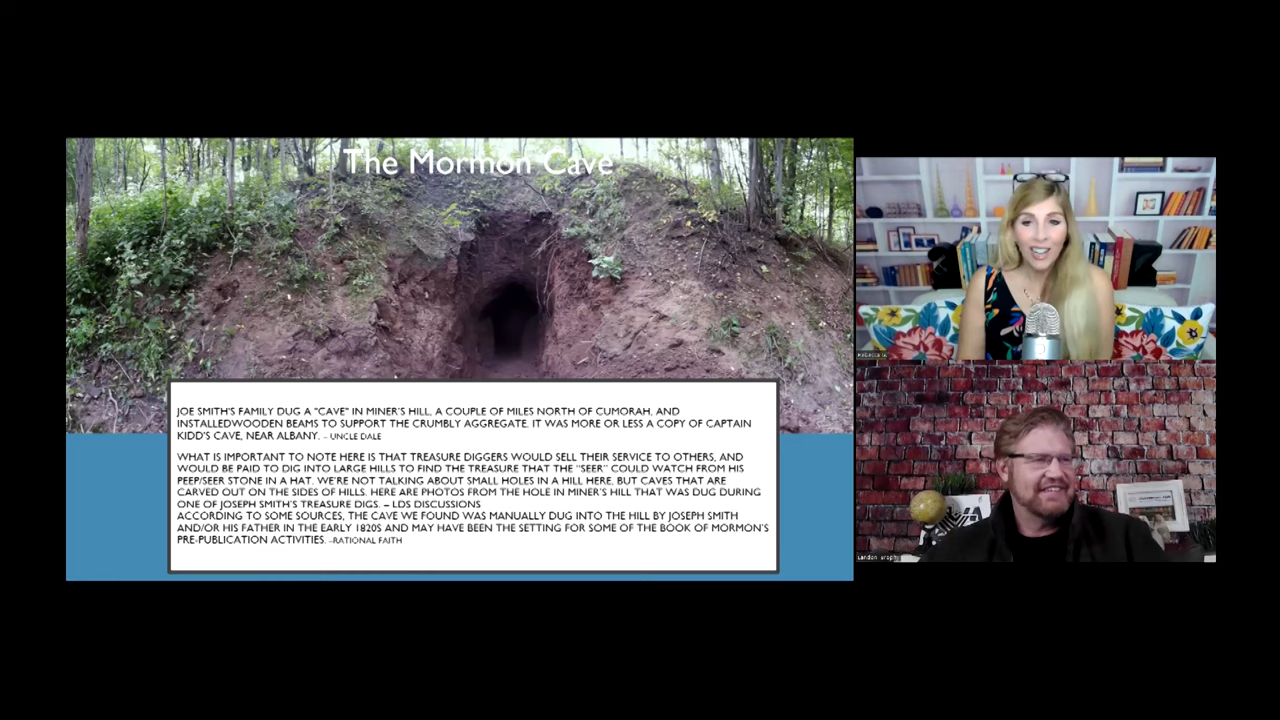 The Mormon Cave
JOE SMITH'S FAMILY DUG A "CAVE" IN MINER'S HILL, A COUPLE OF MILES NORTH OF CUMORAH, AND
INSTALLEDWOODEN BEAMS TO SUPPORT THE CRUMBLY AGGREGATE. IT WAS MORE OR LESS A COPY OF CAPTAIN
KIDD'S CAVE, NEAR ALBANY. – UNCLE DALE
WHAT IS IMPORTANT TO NOTE HERE IS THAT TREASURE DIGGERS WOULD SELL THEIR SERVICE TO OTHERS, AND
WOULD BE PAID TO DIG INTO LARGE HILLS TO FIND THE TREASURE THAT THE "SEER" COULD WATCH FROM HIS
PEEP/SEER STONE IN A HAT. WE'RE NOT TALKING ABOUT SMALL HOLES IN A HILL HERE, BUT CAVES THAT ARE
CARVED OUT ON THE SIDES OF HILLS. HERE ARE PHOTOS FROM THE HOLE IN MINER'S HILL THAT WAS DUG DURING
ONE OF JOSEPH SMITH'S TREASURE DIGS. – LDS DISCUSSIONS
ACCORDING TO SOME SOURCES, THE CAVE WE FOUND WAS MANUALLY DUG INTO THE HILL BY JOSEPH SMITH
AND/OR HIS FATHER IN THE EARLY 1820S AND MAY HAVE BEEN THE SETTING FOR SOME OF THE BOOK OF MORMON'S
PRE-PUBLICATION ACTIVITIES. –RATIONAL FAITH
Rebecca
Landon Brophy